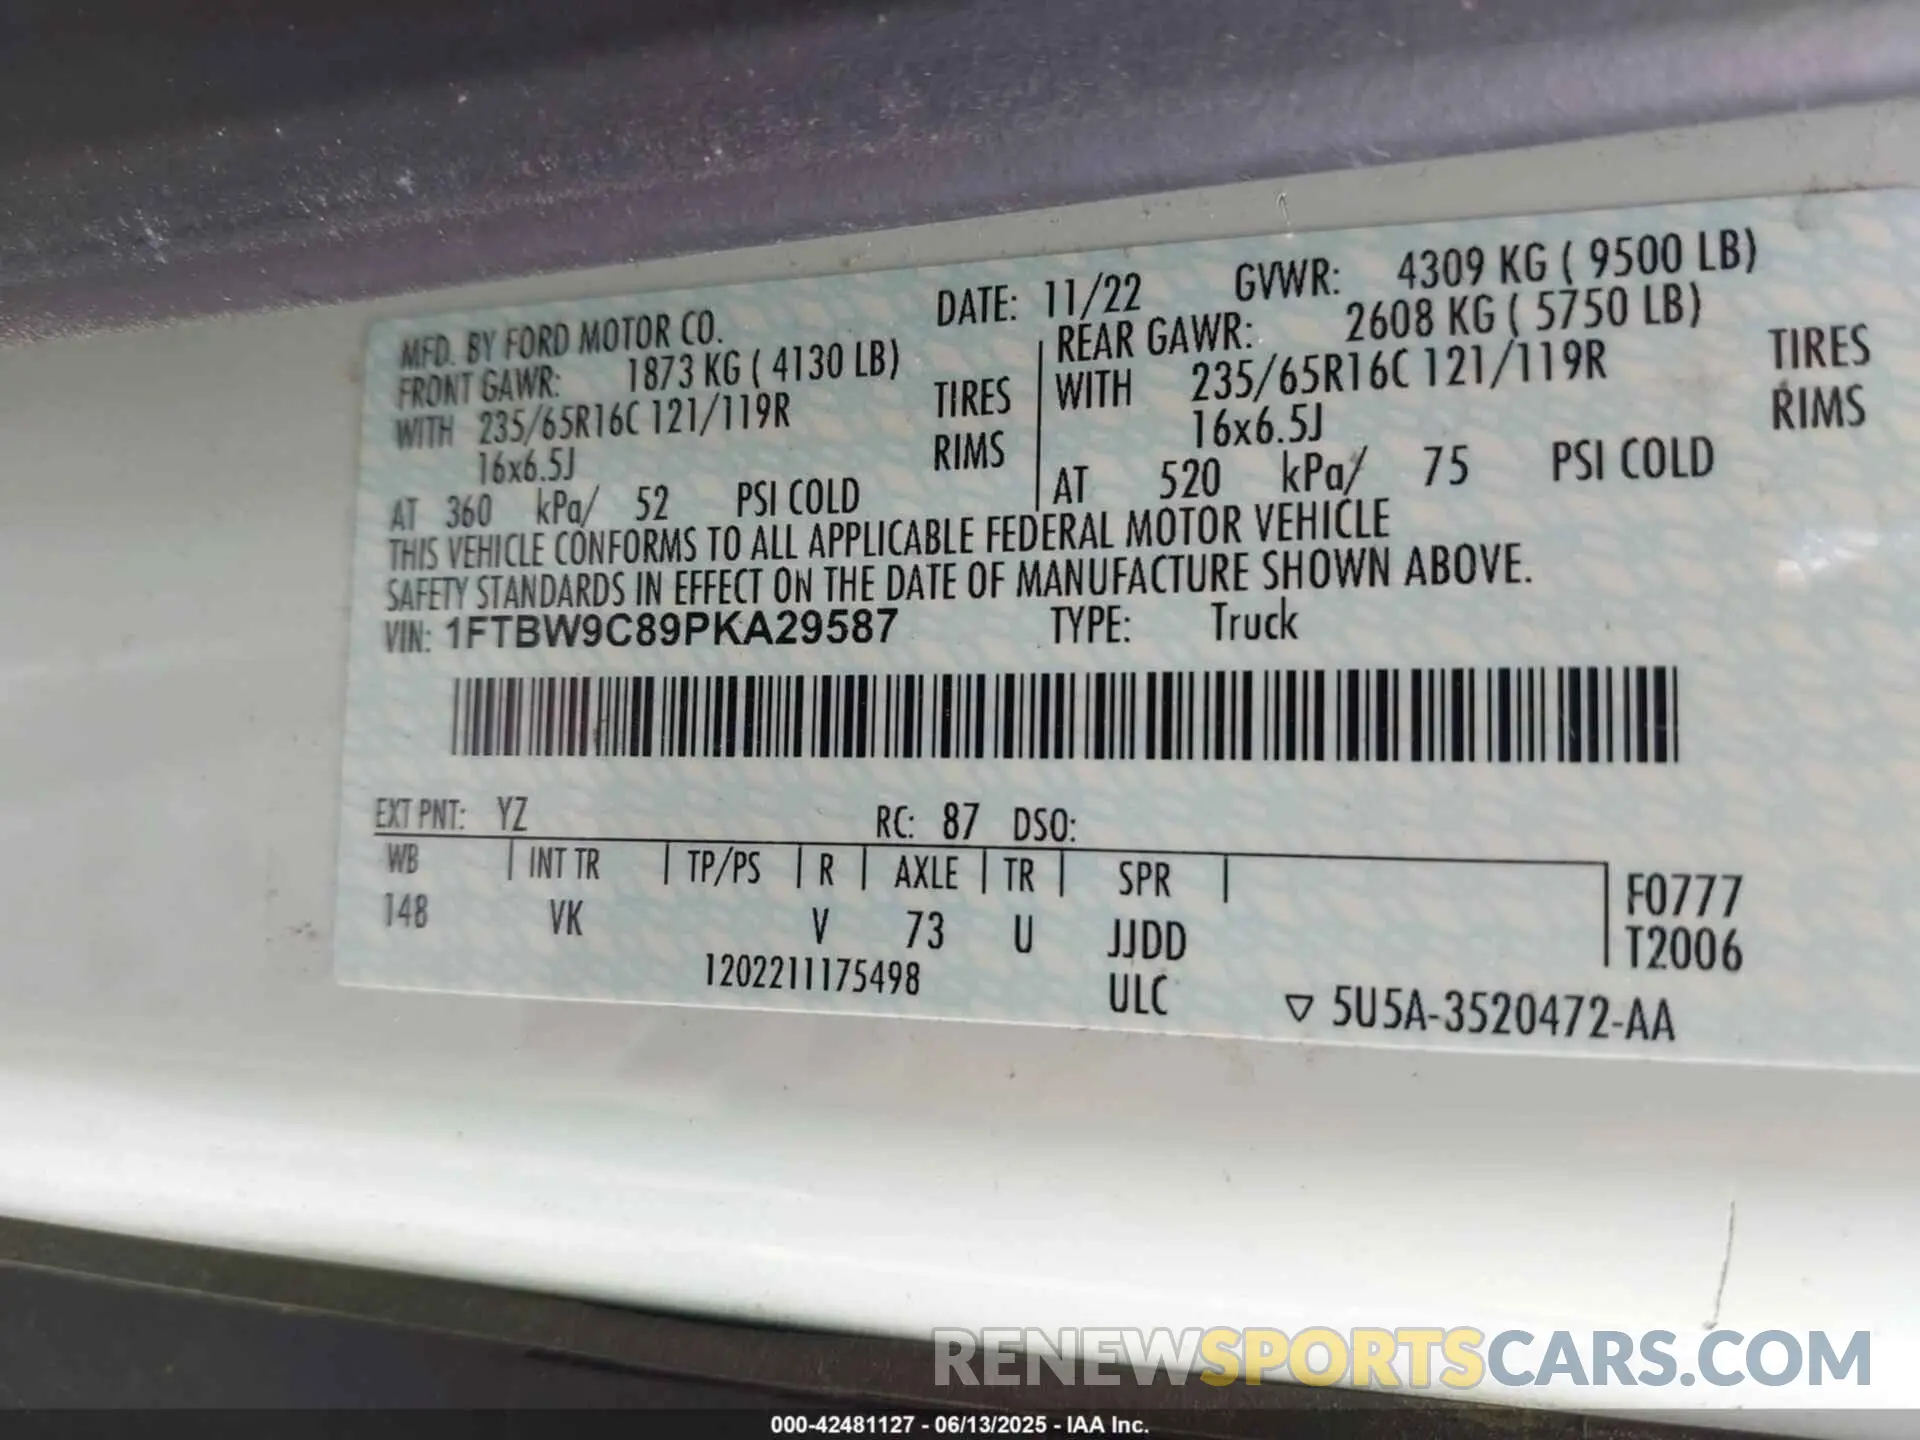 MFD. BY FORD MOTOR CO. DATE: 11/22 GVWR: 4309 KG ( 9500 LB)
FRONT GAWR: 1873 KG ( 4130 LB) REAR GAWR: 2608 KG ( 5750 LB)
WITH 235/65R16C 121/119R TIRES WITH 235/65R16C 121/119R TIRES
16x6.5J RIMS 16x6.5J RIMS
AT 360 kPa/ 52 PSI COLD AT 520 kPa/ 75 PSI COLD
THIS VEHICLE CONFORMS TO ALL APPLICABLE FEDERAL MOTOR VEHICLE
SAFETY STANDARDS IN EFFECT ON THE DATE OF MANUFACTURE SHOWN ABOVE.
VIN: 1FTBW9C89PKA29587 TYPE: Truck
EXT PNT: YZ RC: 87 DSO:
WB INT TR TP/PS R AXLE TR SPR F0777
148 VK V 73 U JJDD T2006
1202211175498 ULC ▽ 5U5A-3520472-AA
RENEWSPORTSCARS.COM
000-42481127 - 06/13/2025 - IAA Inc.